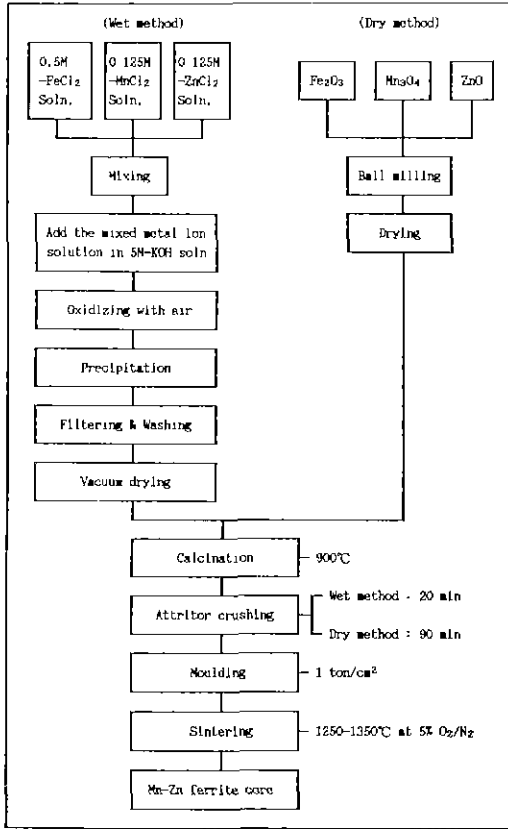 (Wet method)
(Dry method)
0.5M
-FeCl₂
Soln.
0 125M
-MnCl₂
Soln.
0 125M
-ZnCl₂
Soln.
Fe₂O₃
Mn₃O₄
ZnO
Mixing
Ball milling
Add the mixed metal ion
solution in 5M-KOH soln
Drying
Oxidizing with air
Precipitation
Filtering & Washing
Vacuum drying
Calcination
900℃
Attritor crushing
Wet method : 20 min
Dry method : 90 min
Moulding
1 ton/cm²
Sintering
1250-1350℃ at 5% O₂/N₂
Mn-Zn ferrite core